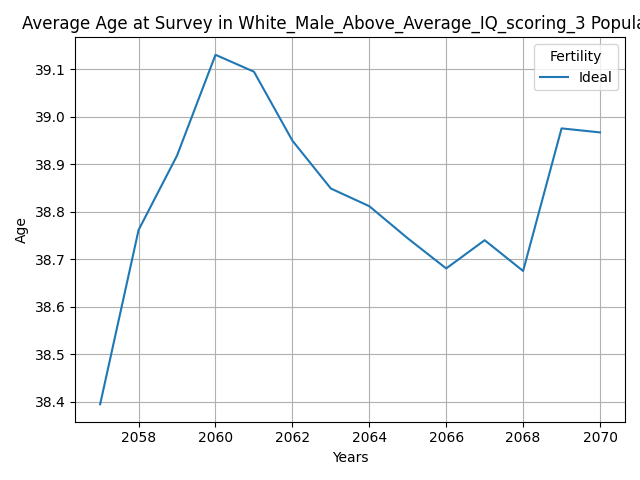 Average Age at Survey in White_Male_Above_Average_IQ_scoring_3 Popula
Fertility
Ideal
39.1
39.0
38.9
38.8
38.7
38.6
38.5
38.4
Age
2058 2060 2062 2064 2066 2068 2070
Years